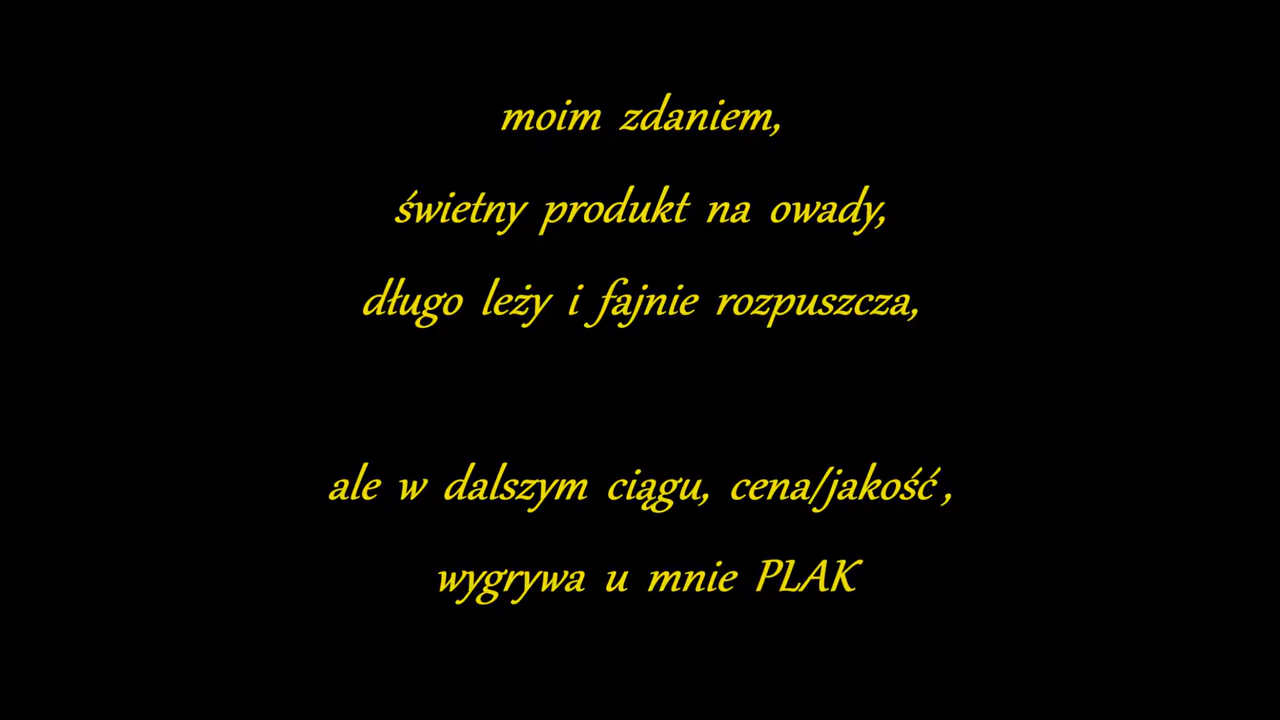 moim zdaniem,
świetny produkt na owady,
długo leży i fajnie rozpuszcza,
ale w dalszym ciągu, cena/jakość ,
wygrywa u mnie PLAK